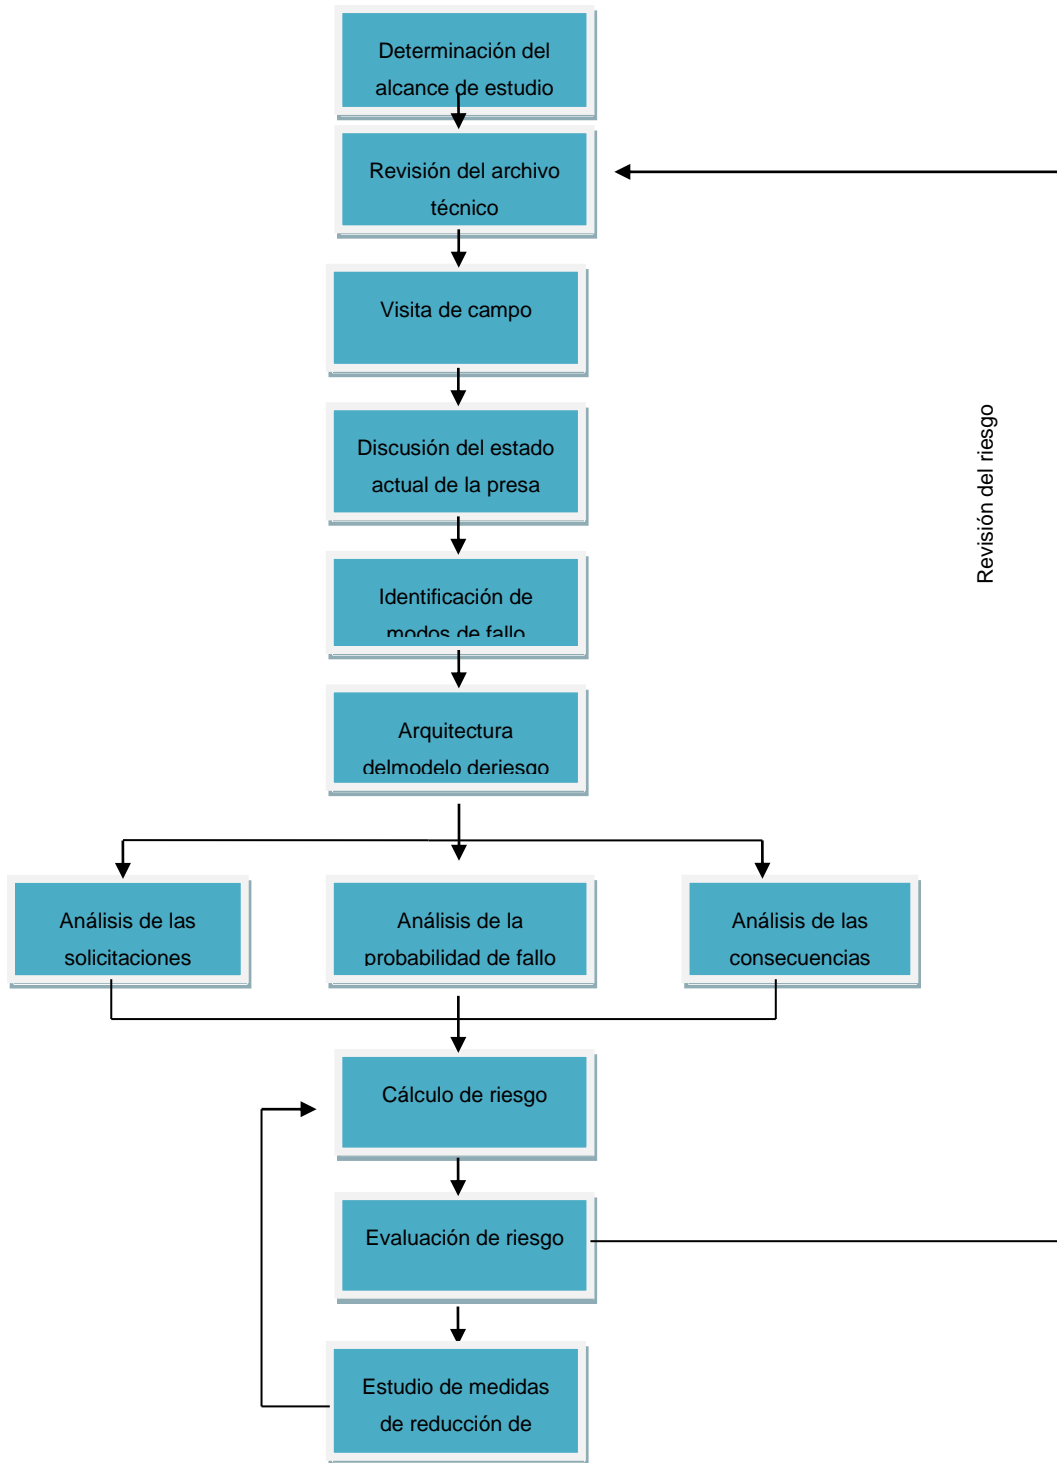 Determinación del
alcance de estudio
Revisión del archivo
técnico
Visita de campo
Discusión del estado
actual de la presa
Revisión del riesgo
Identificación de
modos de fallo
Arquitectura
delmodelo deriesgo
Análisis de las
solicitaciones
Análisis de la
probabilidad de fallo
Análisis de las
consecuencias
Cálculo de riesgo
Evaluación de riesgo
Estudio de medidas
de reducción de